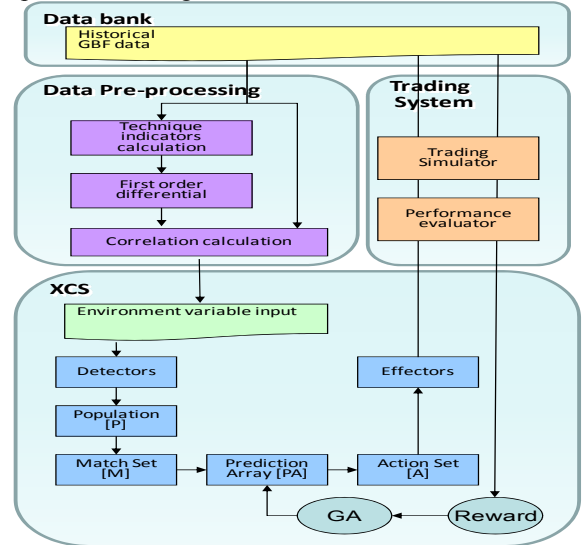 Data bank
Historical
GBF data
Data Pre-processing
Technique
indicators
calculation
First order
differential
Correlation calculation
Trading
System
Trading
Simulator
Performance
evaluator
XCS
Environment variable input
Detectors
Effectors
Population
[P]
Match Set
[M]
Prediction
Array [PA]
Action Set
[A]
GA
Reward